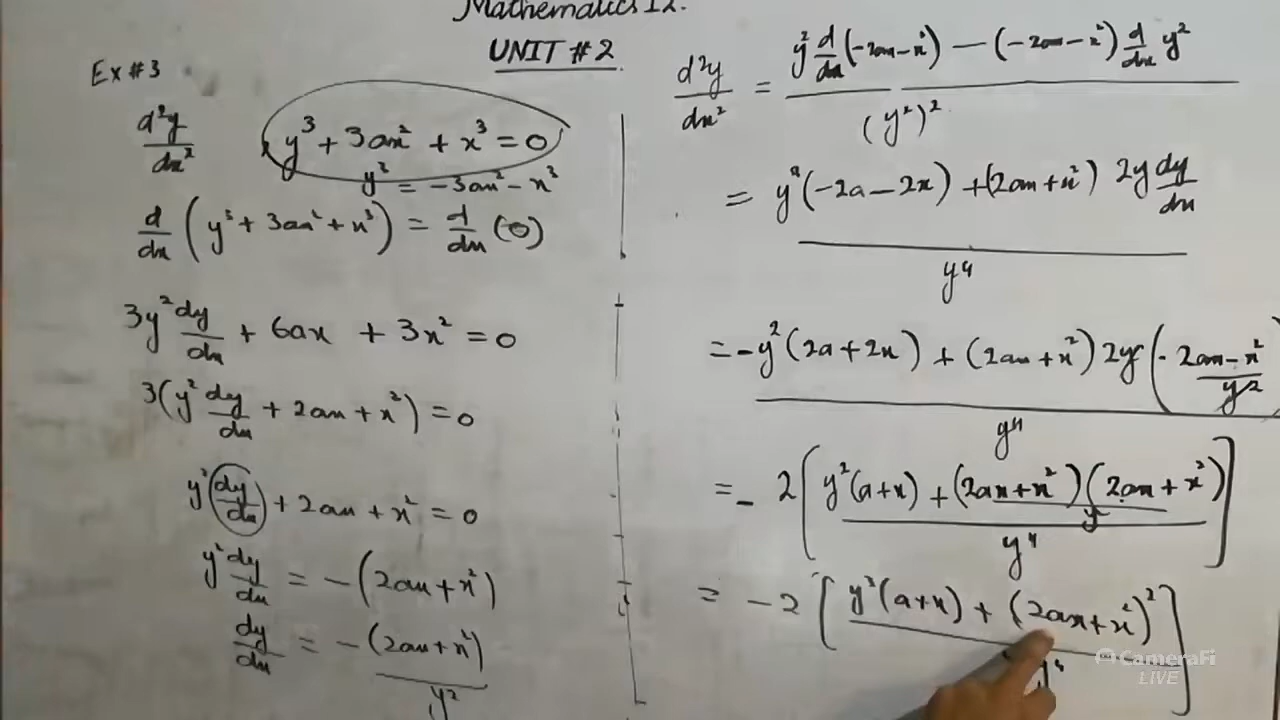 Mathematics 12.
UNIT # 2
Ex # 3
d²y/dx² y³ + 3ax² + x³ = 0
y³ = -3ax² - x³
d/dx (y³ + 3ax² + x³) = d/dx (0)
3y² dy/dx + 6ax + 3x² = 0
3(y² dy/dx + 2ax + x²) = 0
y² (dy/dx) + 2ax + x² = 0
y² dy/dx = -(2ax + x²)
dy/dx = -(2ax + x²)/y²
d²y/dx² = y² d/dx (-2ax - x²) - (-2ax - x²) d/dx y² / (y²)²
= y²(-2a - 2x) + (2ax + x²) 2y dy/dx / y⁴
= -y²(2a + 2x) + (2ax + x²) 2y (- 2ax - x²/y²) / y⁴
= - 2 [y²(a + x) + (2ax + x²)(2ax + x²)/y / y⁴]
= -2 [y³(a + x) + (2ax + x²)²
CameraFi
LIVE